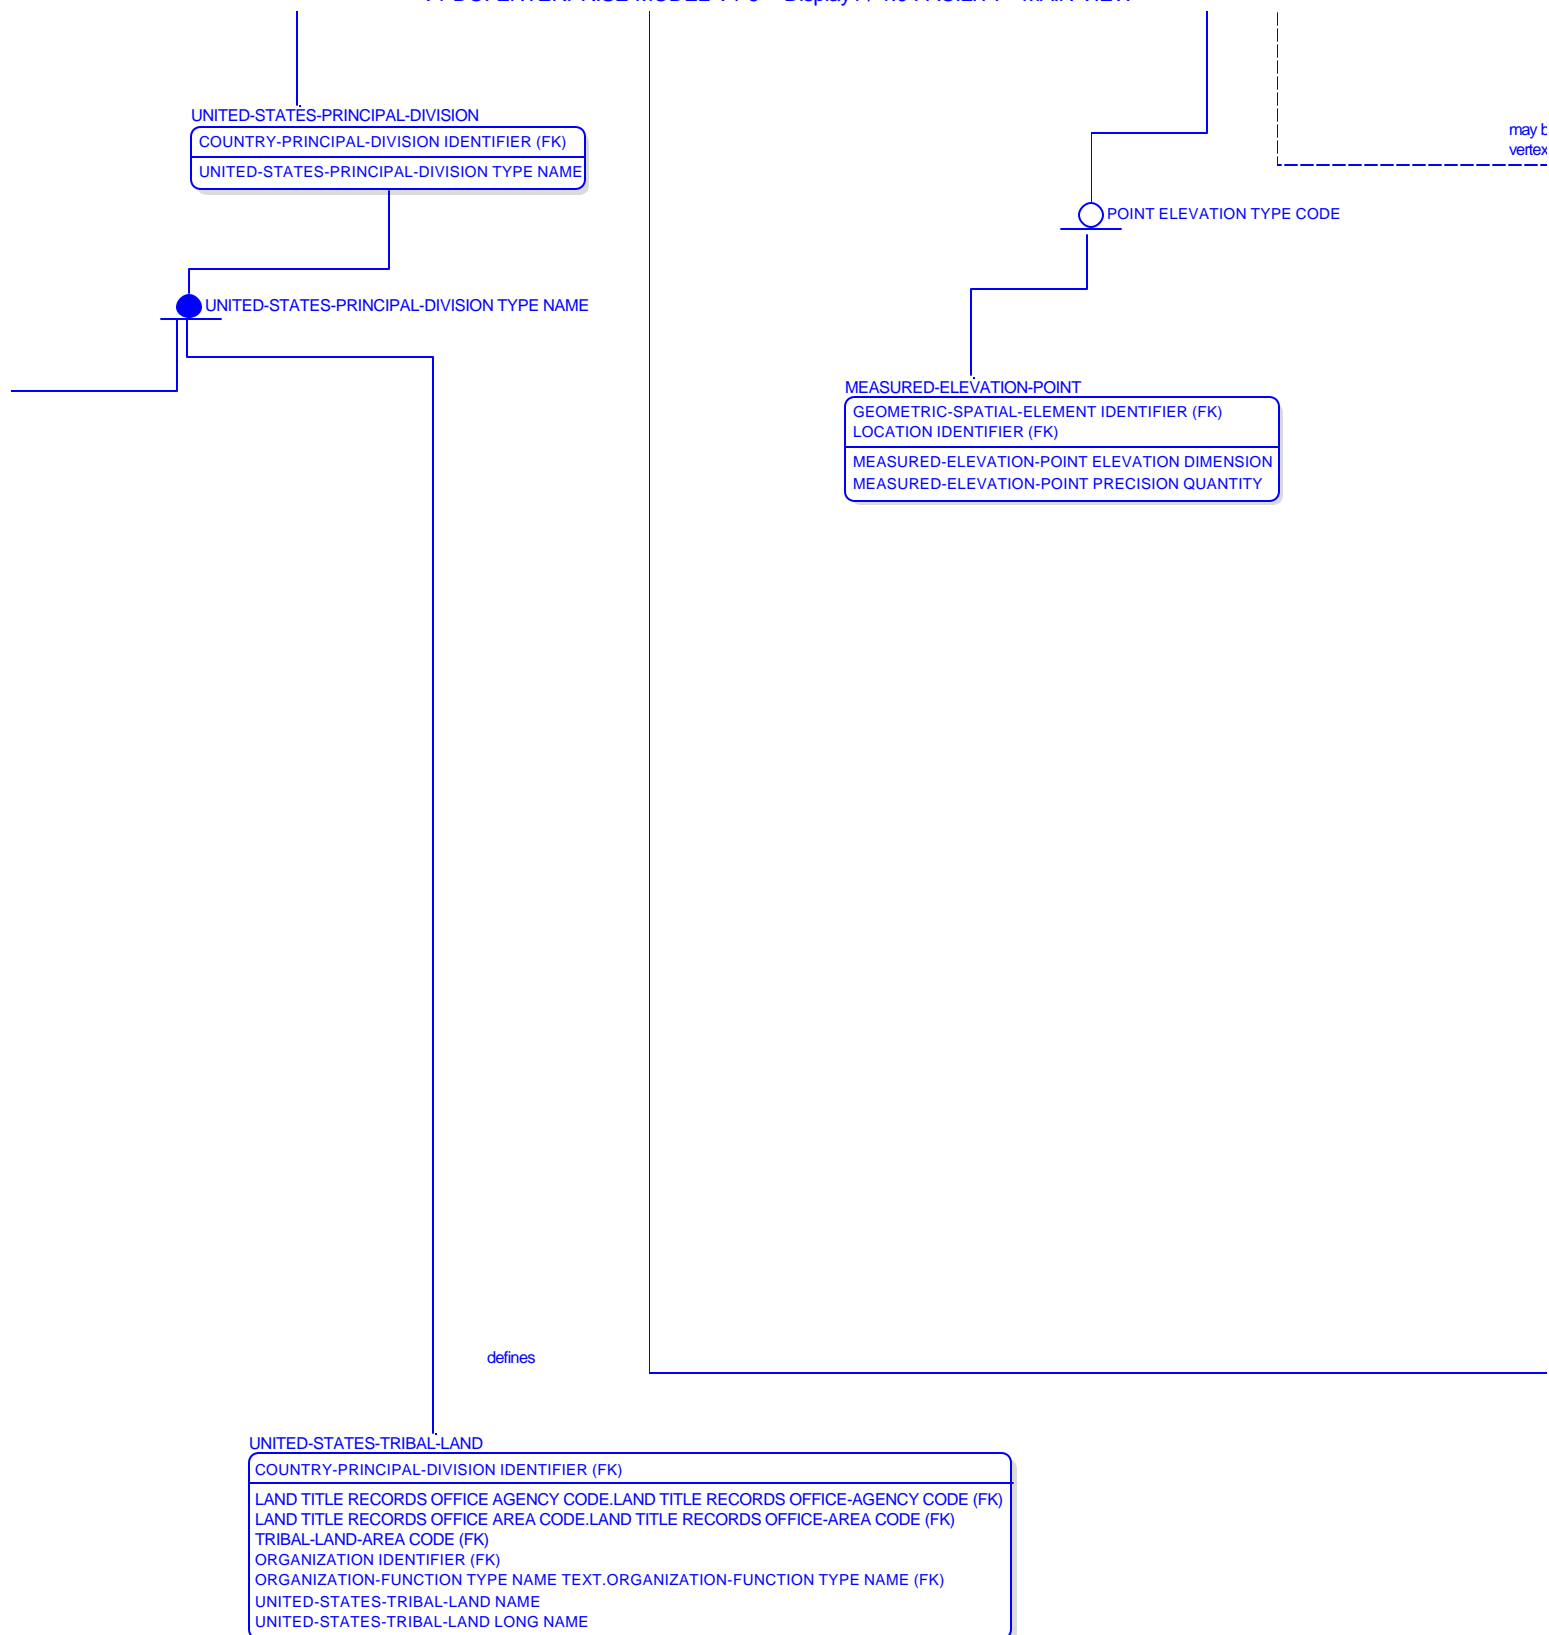 UNITED-STATES-PRINCIPAL-DIVISION
COUNTRY-PRINCIPAL-DIVISION IDENTIFIER (FK)
UNITED-STATES-PRINCIPAL-DIVISION TYPE NAME
may b
vertex
POINT ELEVATION TYPE CODE
UNITED-STATES-PRINCIPAL-DIVISION TYPE NAME
MEASURED-ELEVATION-POINT
GEOMETRIC-SPATIAL-ELEMENT IDENTIFIER (FK)
LOCATION IDENTIFIER (FK)
MEASURED-ELEVATION-POINT ELEVATION DIMENSION
MEASURED-ELEVATION-POINT PRECISION QUANTITY
defines
UNITED-STATES-TRIBAL-LAND
COUNTRY-PRINCIPAL-DIVISION IDENTIFIER (FK)
LAND TITLE RECORDS OFFICE AGENCY CODE.LAND TITLE RECORDS OFFICE-AGENCY CODE (FK)
LAND TITLE RECORDS OFFICE AREA CODE.LAND TITLE RECORDS OFFICE-AREA CODE (FK)
TRIBAL-LAND-AREA CODE (FK)
ORGANIZATION IDENTIFIER (FK)
ORGANIZATION-FUNCTION TYPE NAME TEXT.ORGANIZATION-FUNCTION TYPE NAME (FK)
UNITED-STATES-TRIBAL-LAND NAME
UNITED-STATES-TRIBAL-LAND LONG NAME